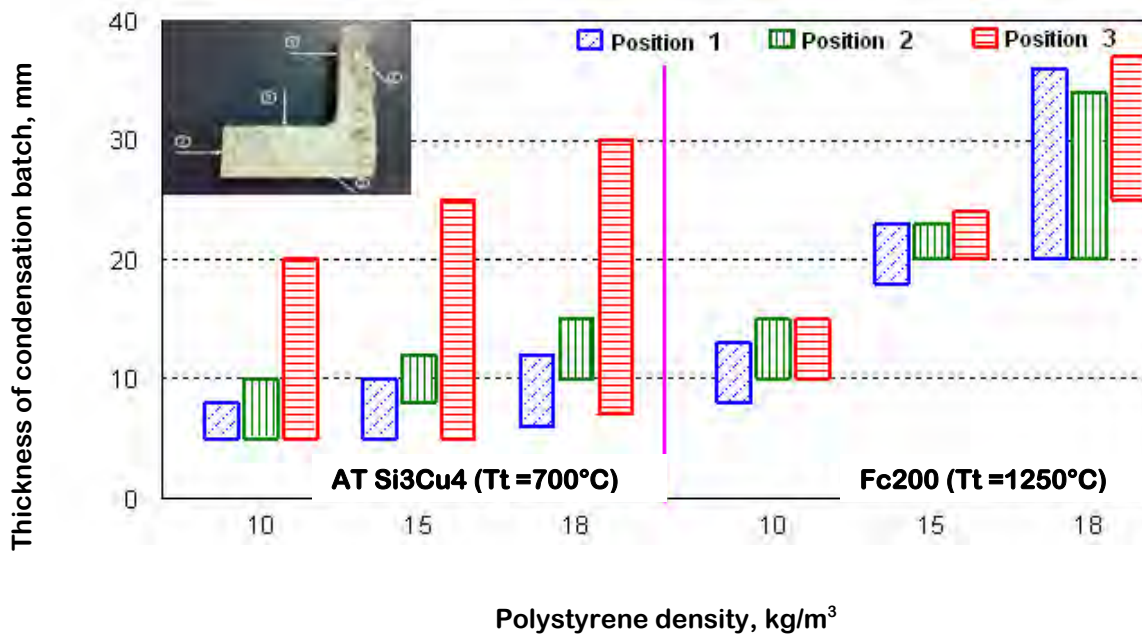 Thickness of condensation batch, mm
40
30
20
10
10
Position 1
Position 2
Position 3
AT Si3Cu4 (Tt =700°C)
Fc200 (Tt =1250°C)
10 15 18 10 15 18
Polystyrene density, kg/m³